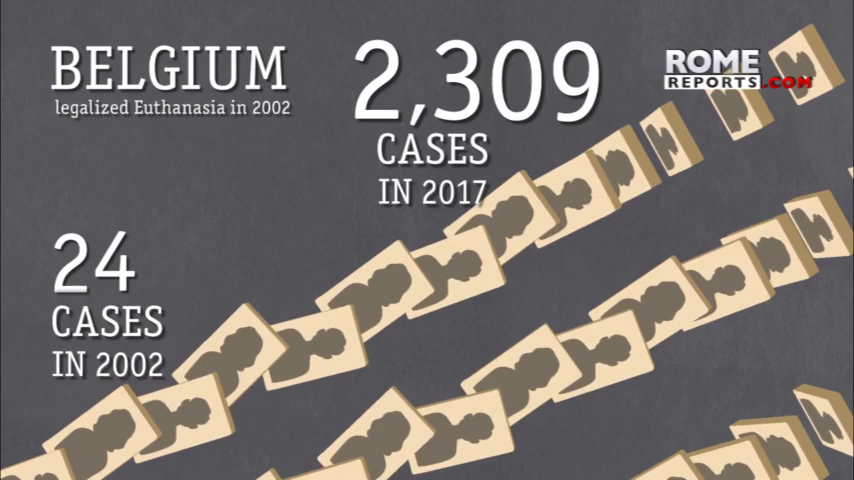 BELGIUM
legalized Euthanasia in 2002
2,309
CASES
IN 2017
ROME
REPORTS.COM
24
CASES
IN 2002